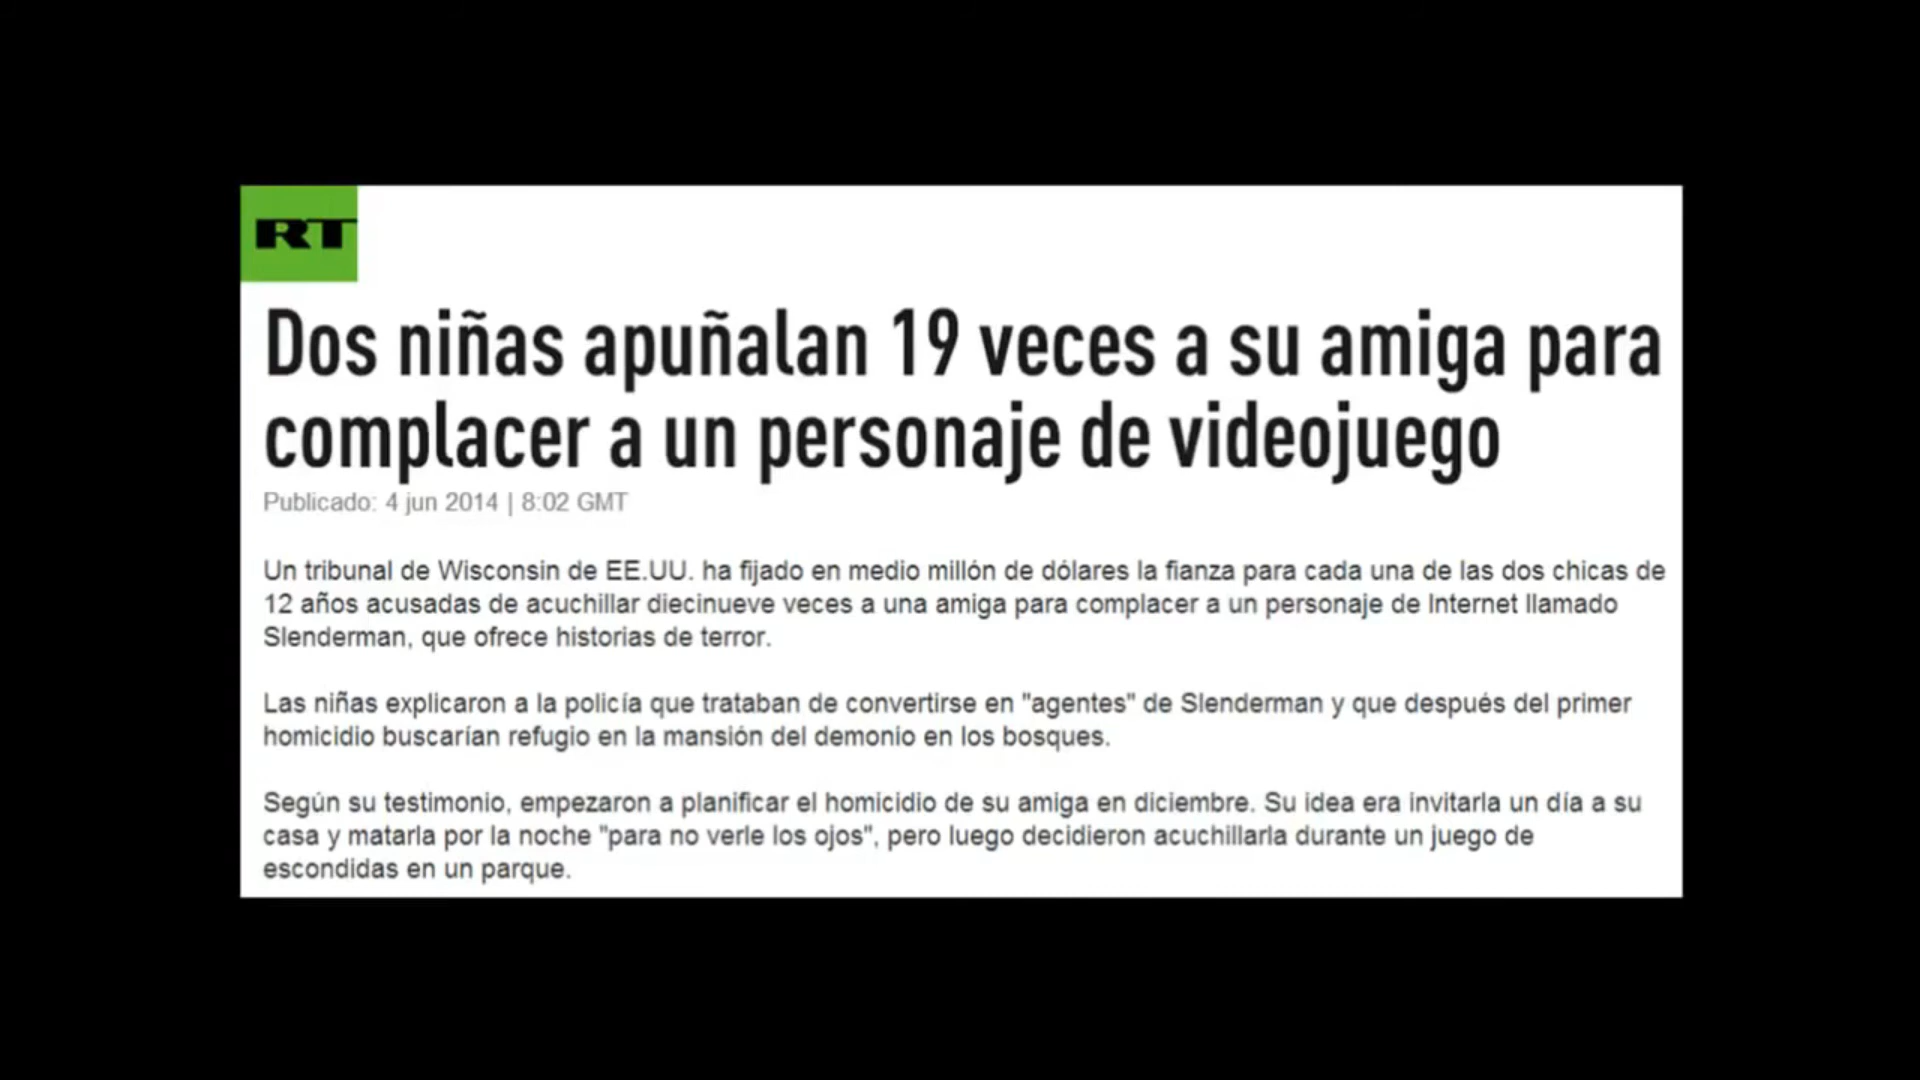 RT
Dos niñas apuñalan 19 veces a su amiga para
complacer a un personaje de videojuego
Publicado: 4 jun 2014 | 8:02 GMT
Un tribunal de Wisconsin de EE.UU. ha fijado en medio millón de dólares la fianza para cada una de las dos chicas de
12 años acusadas de acuchillar diecinueve veces a una amiga para complacer a un personaje de Internet llamado
Slenderman, que ofrece historias de terror.
Las niñas explicaron a la policía que trataban de convertirse en "agentes" de Slenderman y que después del primer
homicidio buscarían refugio en la mansión del demonio en los bosques.
Según su testimonio, empezaron a planificar el homicidio de su amiga en diciembre. Su idea era invitarla un día a su
casa y matarla por la noche "para no verle los ojos", pero luego decidieron acuchillarla durante un juego de
escondidas en un parque.